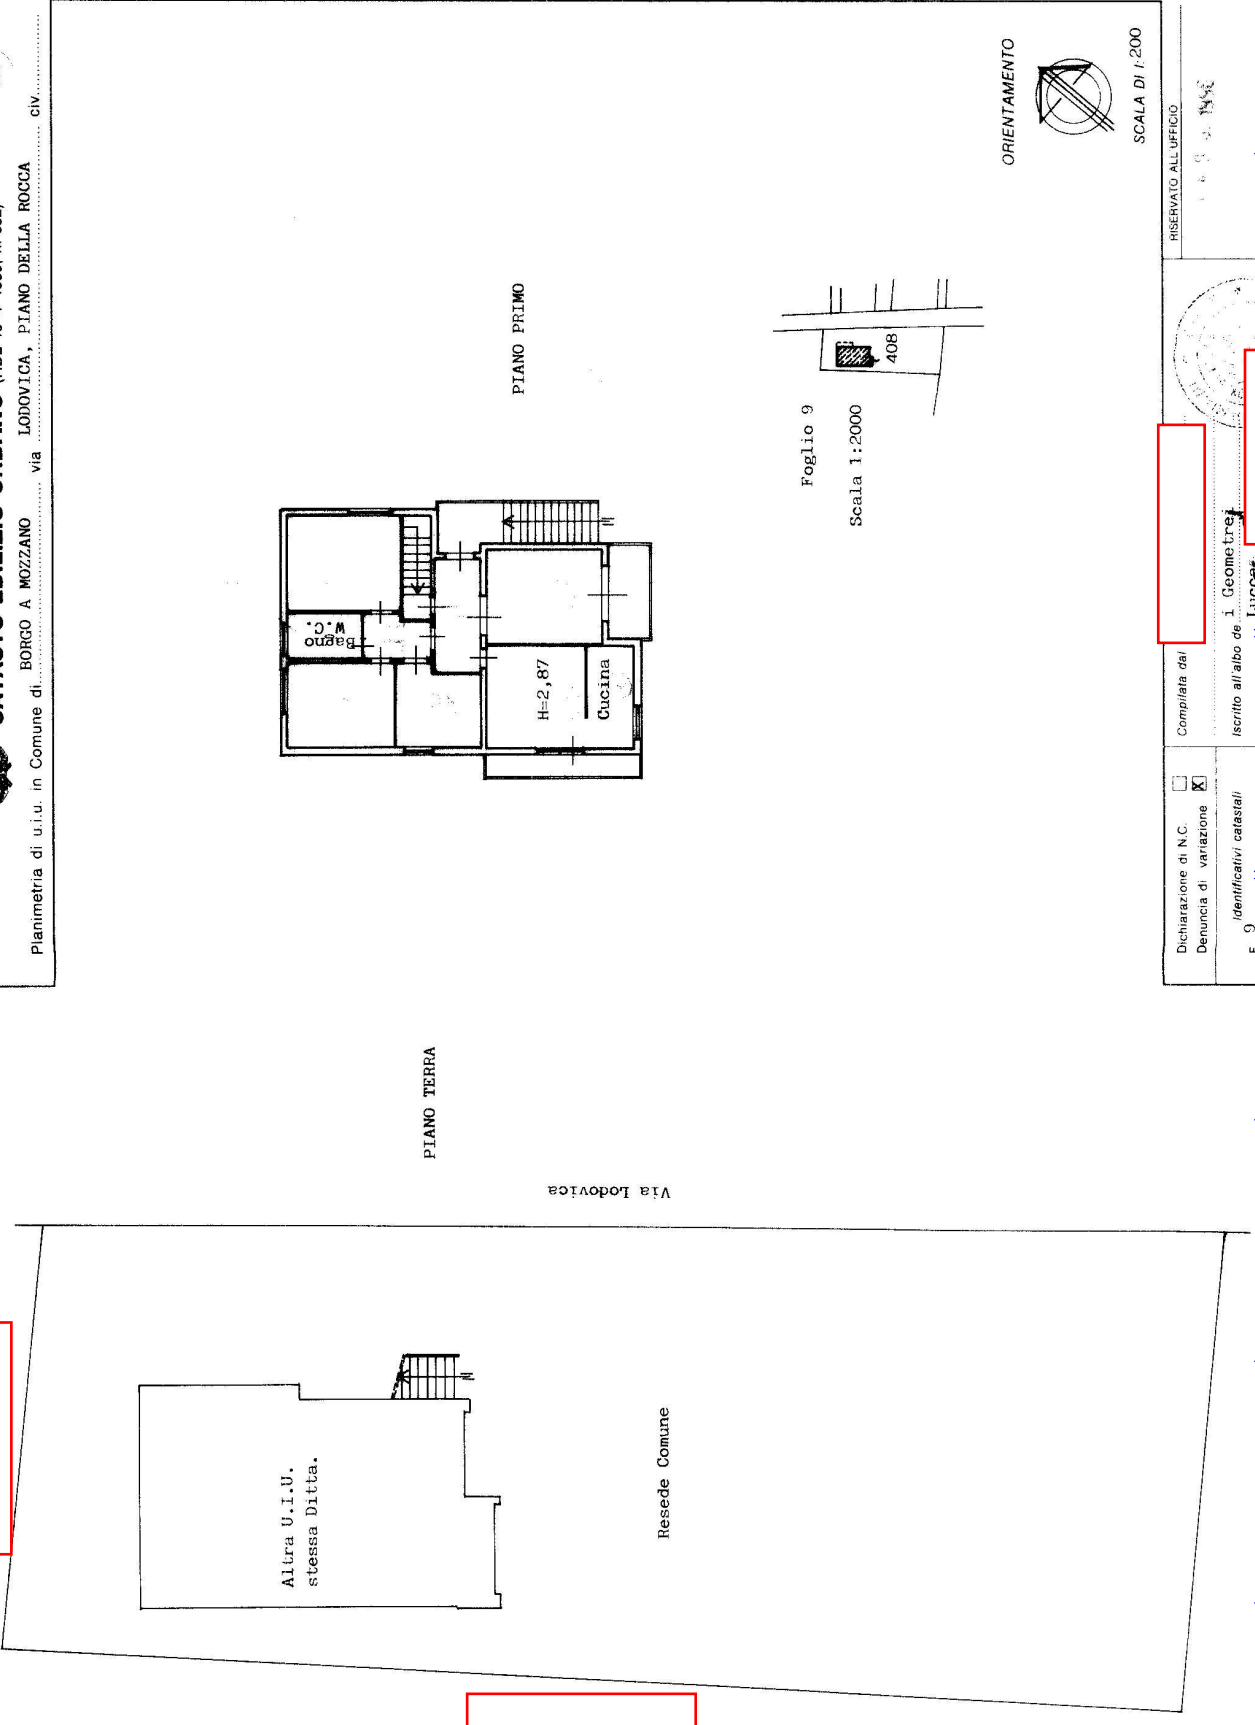 Planimetria di u.i.u. in Comune di BORGO A MOZZANO via LODOVICA, PIANO DELLA ROCCA civ.
ORIENTAMENTO
SCALA DI 1:200
PIANO PRIMO
Bagno
W.C.
H=2,87
Cucina
Foglio 9
Scala 1:2000
408
PIANO TERRA
Via Lodovica
Altra U.I.U.
stessa Ditta.
Resede Comune
Dichiarazione di N.C.
Denuncia di variazione X
Identificativi catastali
F. 9
Compilata dal
Iscritto all'albo de i Geometri
RISERVATO ALL'UFFICIO